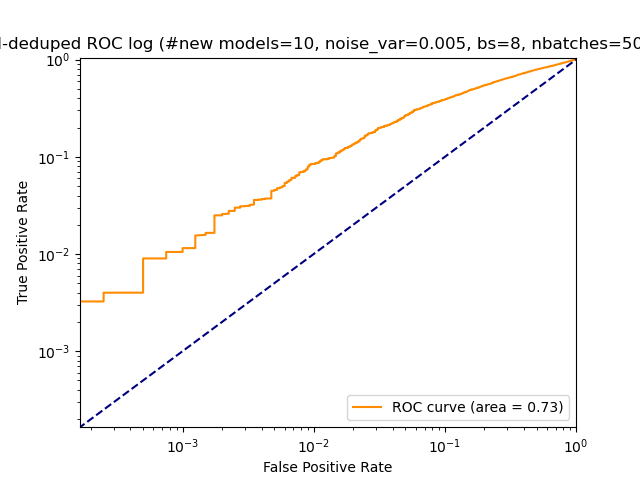 -deduped ROC log (#new models=10, noise_var=0.005, bs=8, nbatches=50
10⁰
10⁻¹
10⁻²
10⁻³
True Positive Rate
ROC curve (area = 0.73)
10⁻³
10⁻²
10⁻¹
10⁰
False Positive Rate